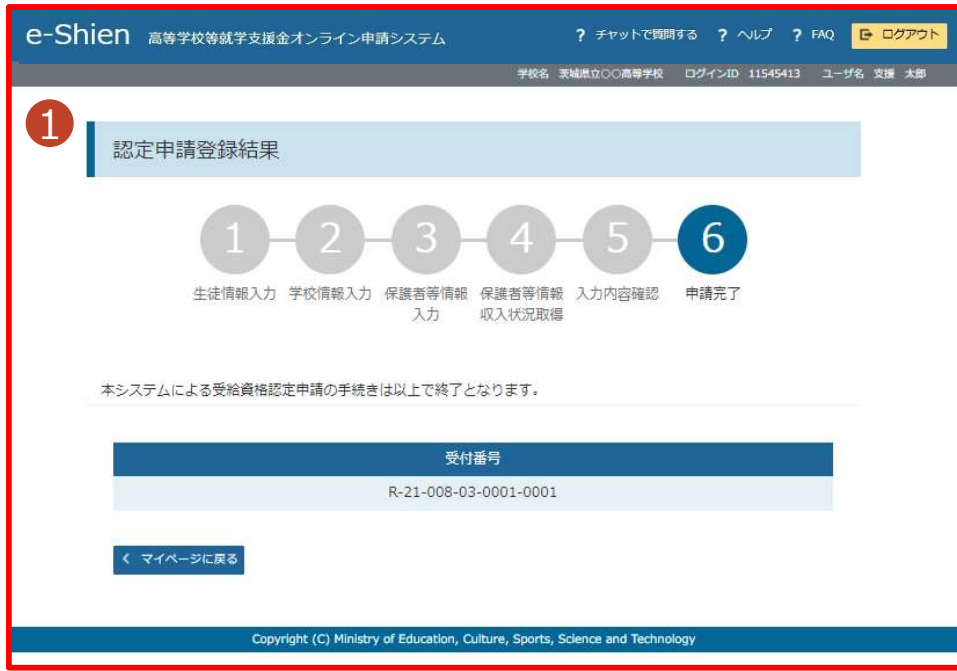 e-Shien 高等学校等就学支援金オンライン申請システム ? チャットで質問する ? ヘルプ ? FAQ ログアウト
学校名 茨城県立○○高等学校 ログインID 11545413 ユーザ名 支援 太郎
1
認定申請登録結果
1 2 3 4 5 6
生徒情報入力 学校情報入力 保護者等情報 保護者等情報 入力内容確認 申請完了
入力 収入状況取得
本システムによる受給資格認定申請の手続きは以上で終了となります。
受付番号
R-21-008-03-0001-0001
マイページに戻る
Copyright (C) Ministry of Education, Culture, Sports, Science and Technology